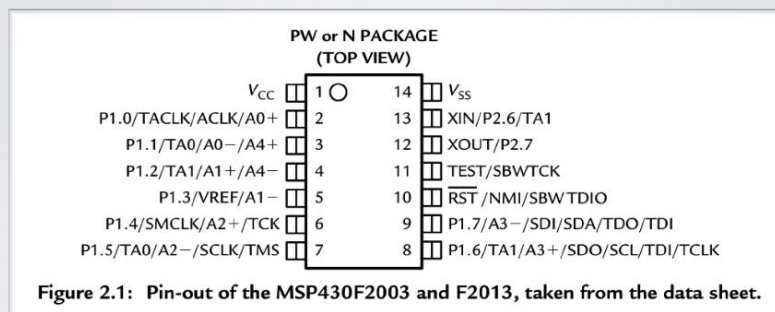 PW or N PACKAGE
(TOP VIEW)
VCC 1 14 VSS
P1.0/TACLK/ACLK/A0+ 2 13 XIN/P2.6/TA1
P1.1/TA0/A0−/A4+ 3 12 XOUT/P2.7
P1.2/TA1/A1+/A4− 4 11 TEST/SBWTCK
P1.3/VREF/A1− 5 10 RST/NMI/SBWTDIO
P1.4/SMCLK/A2+/TCK 6 9 P1.7/A3−/SDI/SDA/TDO/TDI
P1.5/TA0/A2−/SCLK/TMS 7 8 P1.6/TA1/A3+/SDO/SCL/TDI/TCLK
Figure 2.1: Pin-out of the MSP430F2003 and F2013, taken from the data sheet.